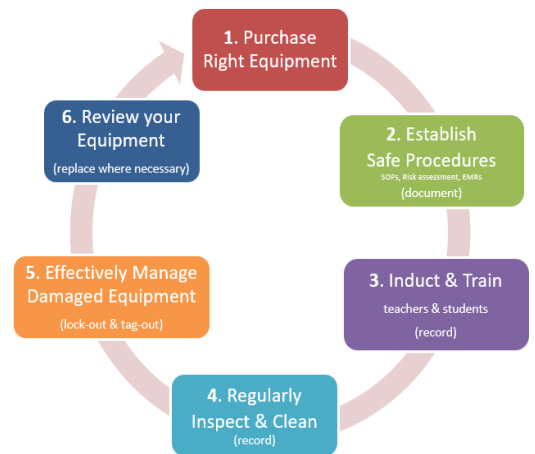 1. Purchase
Right Equipment
2. Establish
Safe Procedures
SOPs, Risk assessment, EMRs
(document)
3. Induct & Train
teachers & students
(record)
4. Regularly
Inspect & Clean
(record)
5. Effectively Manage
Damaged Equipment
(lock-out & tag-out)
6. Review your
Equipment
(replace where necessary)